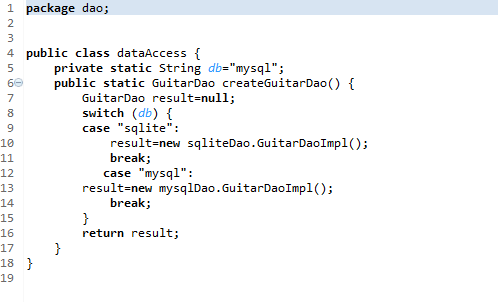 1 package dao;
2
3
4 public class dataAccess {
5     private static String db="mysql";
6     public static GuitarDao createGuitarDao() {
7         GuitarDao result=null;
8         switch (db) {
9         case "sqlite":
10             result=new sqliteDao.GuitarDaoImpl();
11             break;
12            case "mysql":
13         result=new mysqlDao.GuitarDaoImpl();
14             break;
15         }
16         return result;
17     }
18 }
19